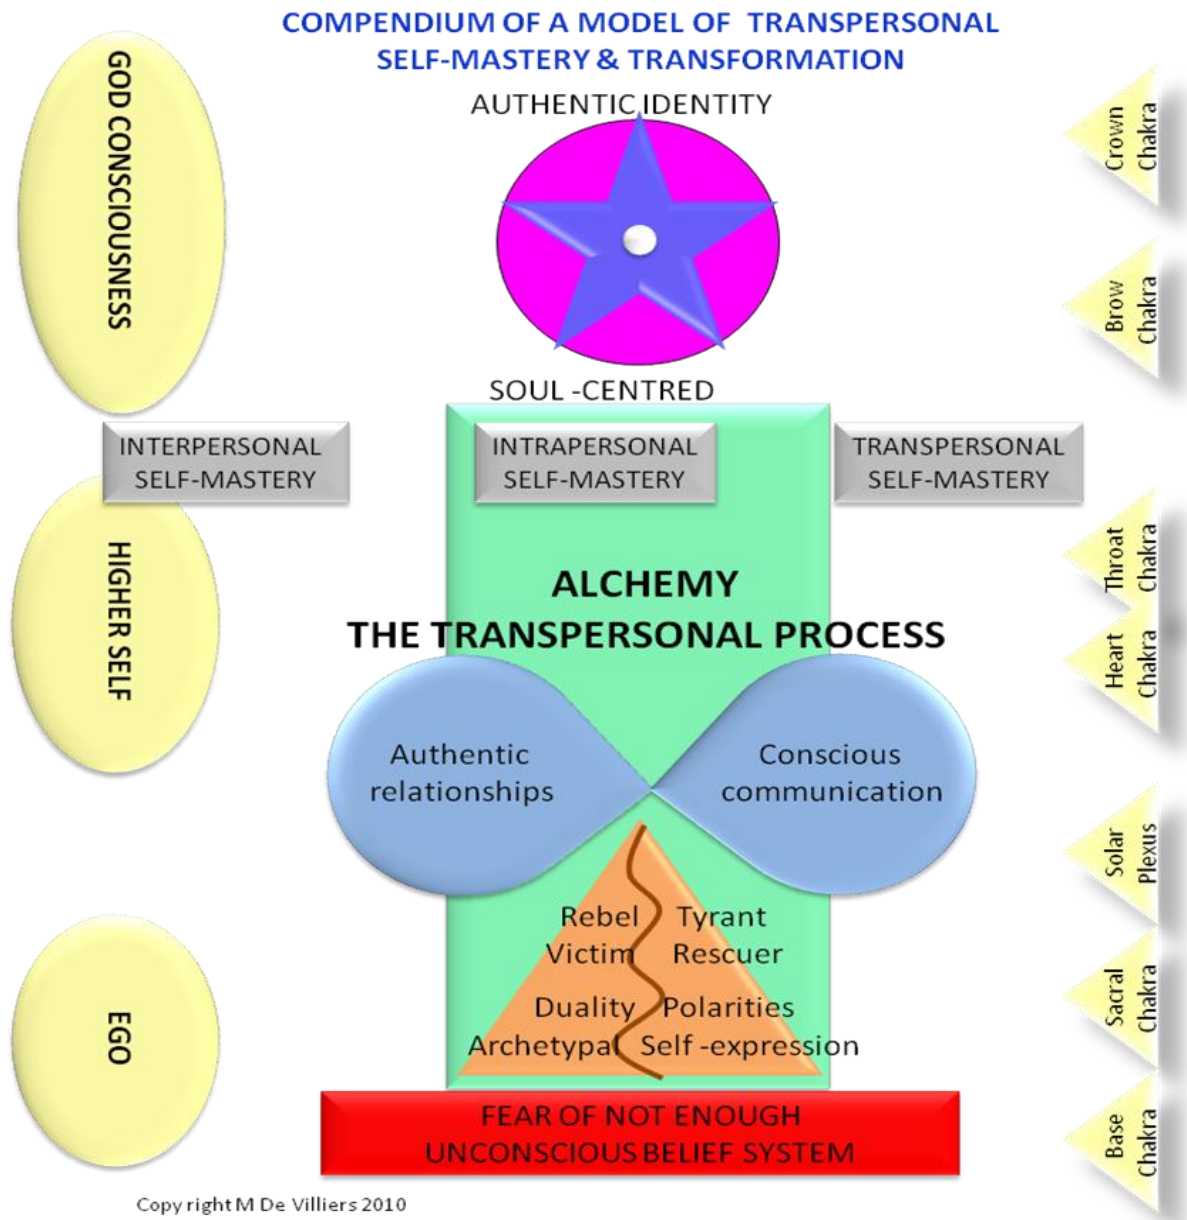 COMPENDIUM OF A MODEL OF TRANSPERSONAL
SELF-MASTERY & TRANSFORMATION
AUTHENTIC IDENTITY
GOD CONSCIOUSNESS
Crown
Chakra
Brow
Chakra
SOUL -CENTRED
INTERPERSONAL
SELF-MASTERY
INTRAPERSONAL
SELF-MASTERY
TRANSPERSONAL
SELF-MASTERY
HIGHER SELF
Throat
Chakra
ALCHEMY
THE TRANSPERSONAL PROCESS
Heart
Chakra
Authentic
relationships
Conscious
communication
Solar
Plexus
Rebel Tyrant
Victim Rescuer
Duality Polarities
Archetypal Self -expression
Sacral
Chakra
EGO
FEAR OF NOT ENOUGH
UNCONSCIOUS BELIEF SYSTEM
Base
Chakra
Copy right M De Villiers 2010